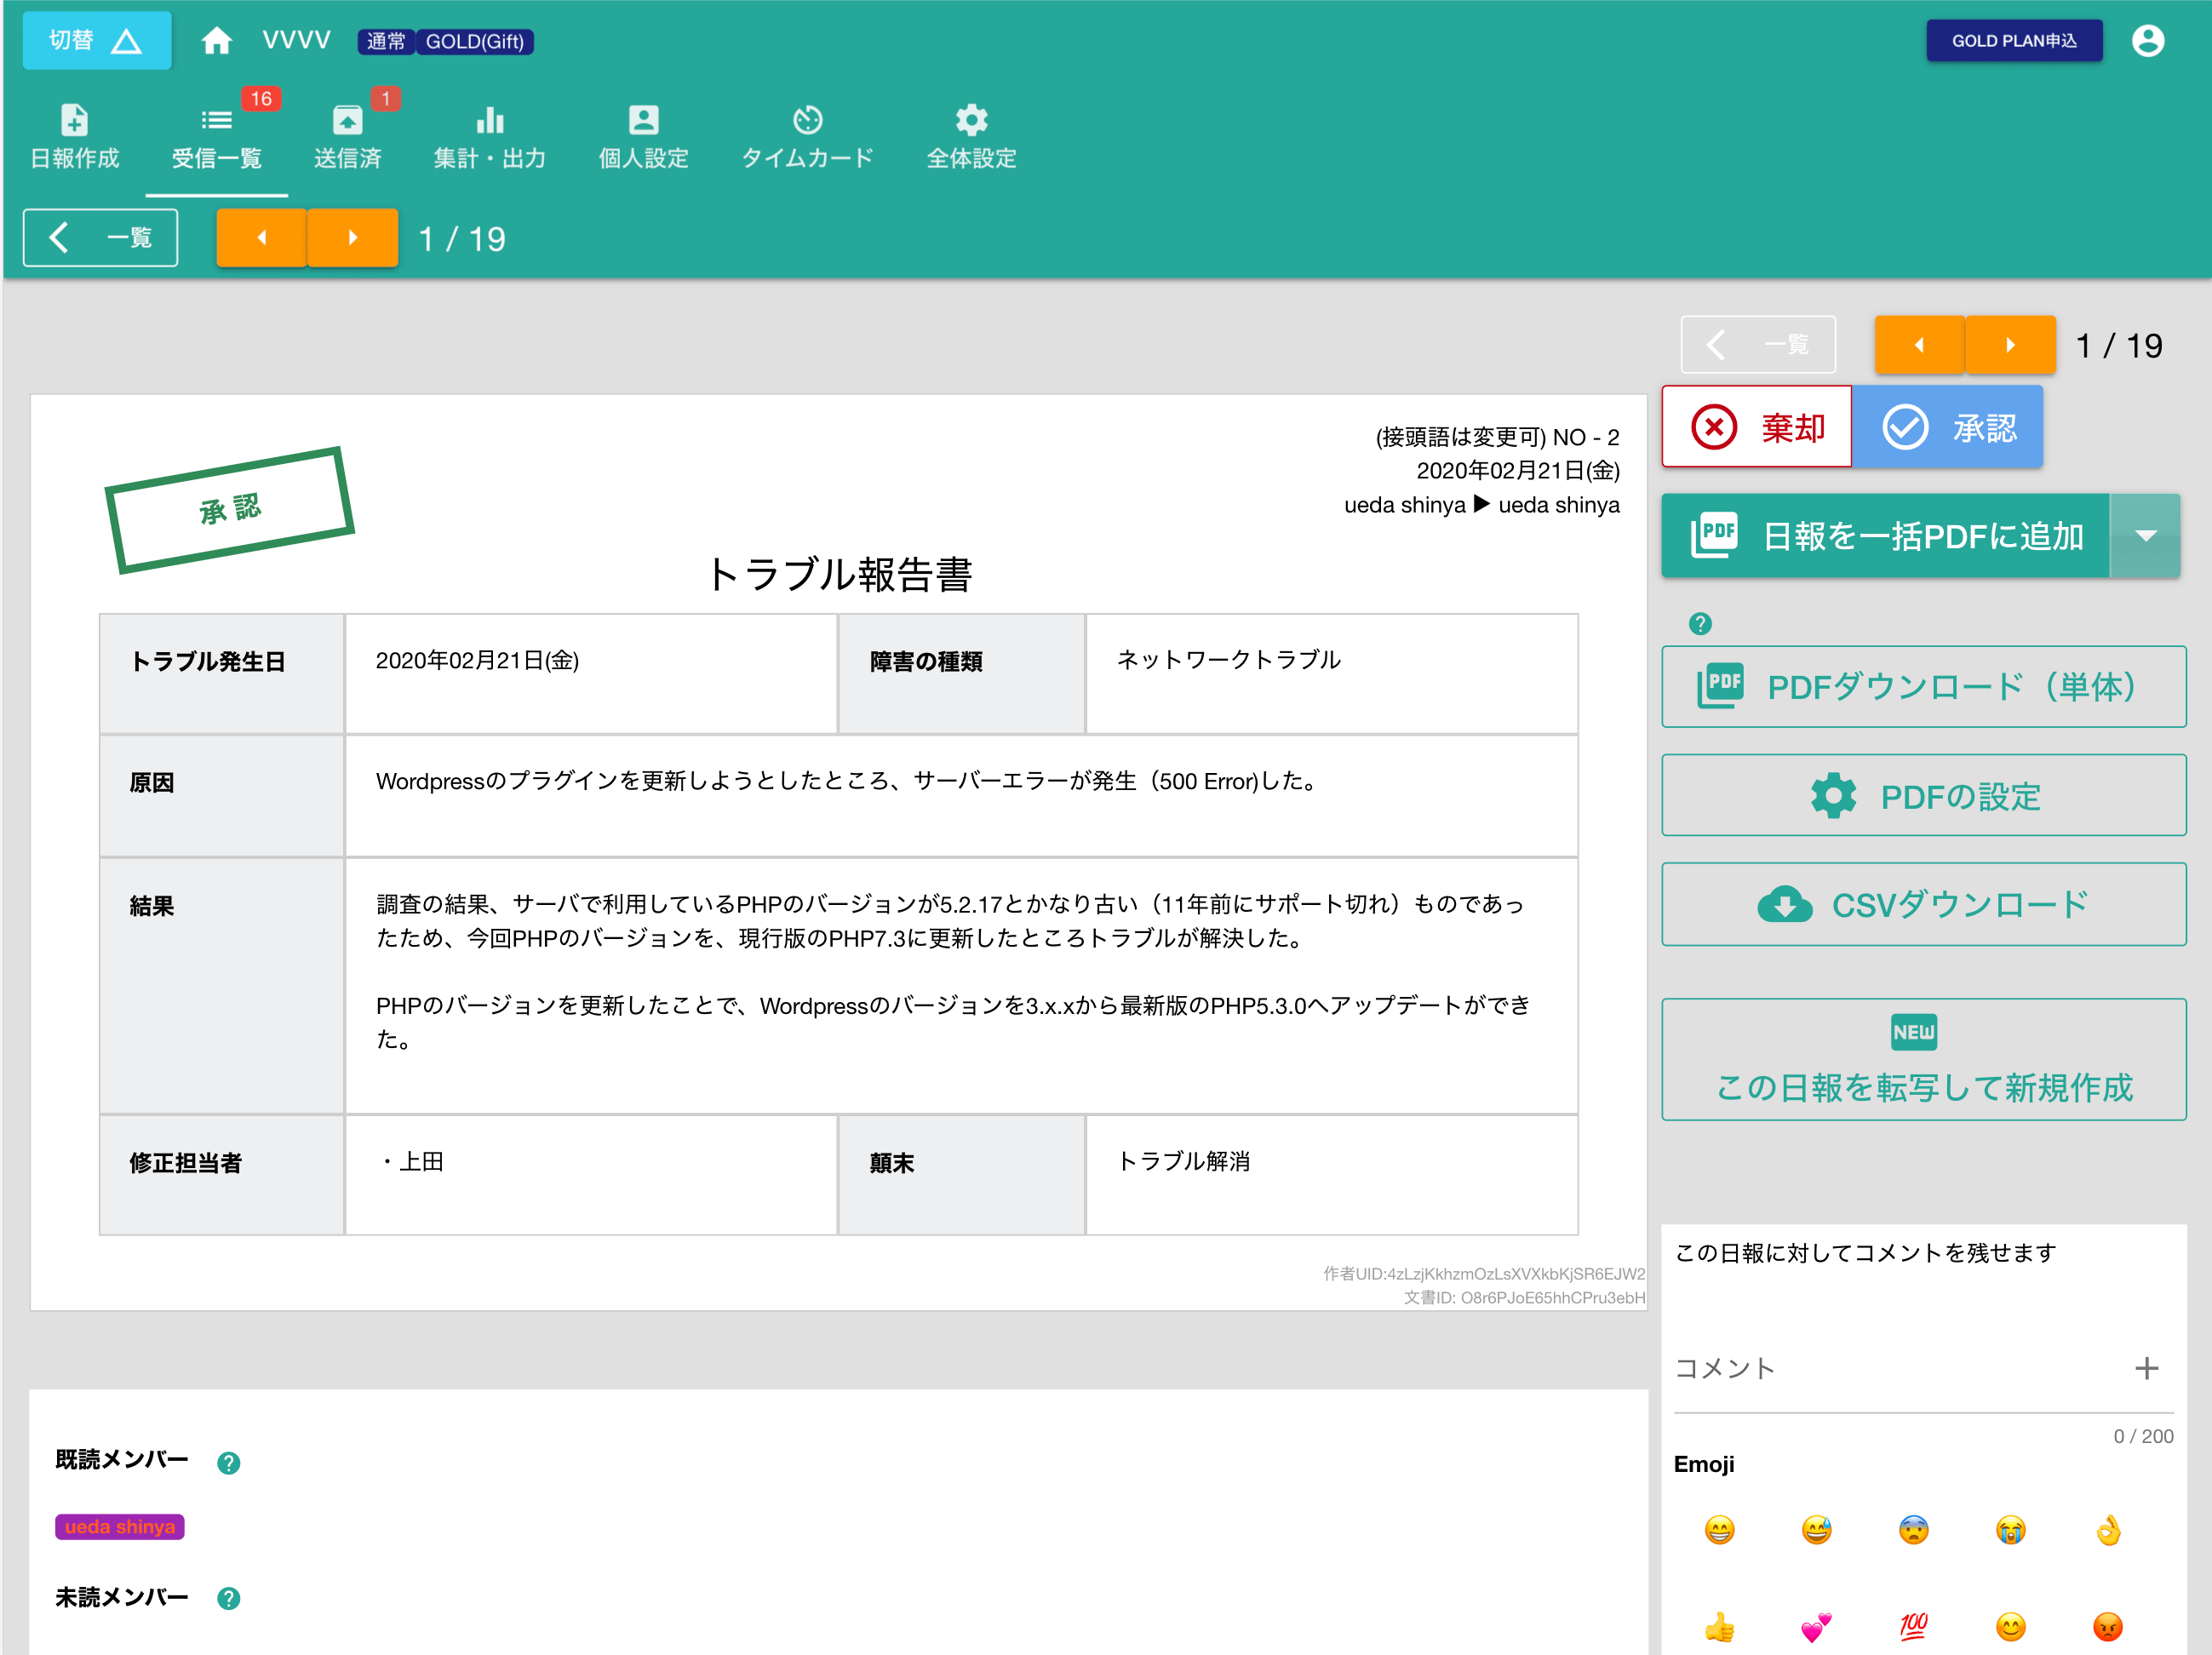 切替
VVVV
通常
GOLD(Gift)
GOLD PLAN申込
日報作成
16
受信一覧
1
送信済
集計・出力
個人設定
タイムカード
全体設定
一覧
1 / 19
一覧
1 / 19
棄却
承認
承認
(接頭語は変更可) NO - 2
2020年02月21日(金)
ueda shinya ▶ ueda shinya
トラブル報告書
トラブル発生日
2020年02月21日(金)
障害の種類
ネットワークトラブル
原因
Wordpressのプラグインを更新しようとしたところ、サーバーエラーが発生（500 Error)した。
結果
調査の結果、サーバで利用しているPHPのバージョンが5.2.17とかなり古い（11年前にサポート切れ）ものであっ
たため、今回PHPのバージョンを、現行版のPHP7.3に更新したところトラブルが解決した。
PHPのバージョンを更新したことで、Wordpressのバージョンを3.x.xから最新版のPHP5.3.0へアップデートができ
た。
修正担当者
・上田
顛末
トラブル解消
作者UID:4zLzjKkhzmOzLsXVXkbKjSR6EJW2
文書ID: O8r6PJoE65hhCPru3ebH
PDF
日報を一括PDFに追加
?
PDF
PDFダウンロード（単体）
PDFの設定
CSVダウンロード
NEW
この日報を転写して新規作成
この日報に対してコメントを残せます
コメント
+
0 / 200
Emoji
😁 😅 😨 😭 👌
👍 💕 💯 😊 😡
既読メンバー
?
ueda shinya
未読メンバー
?